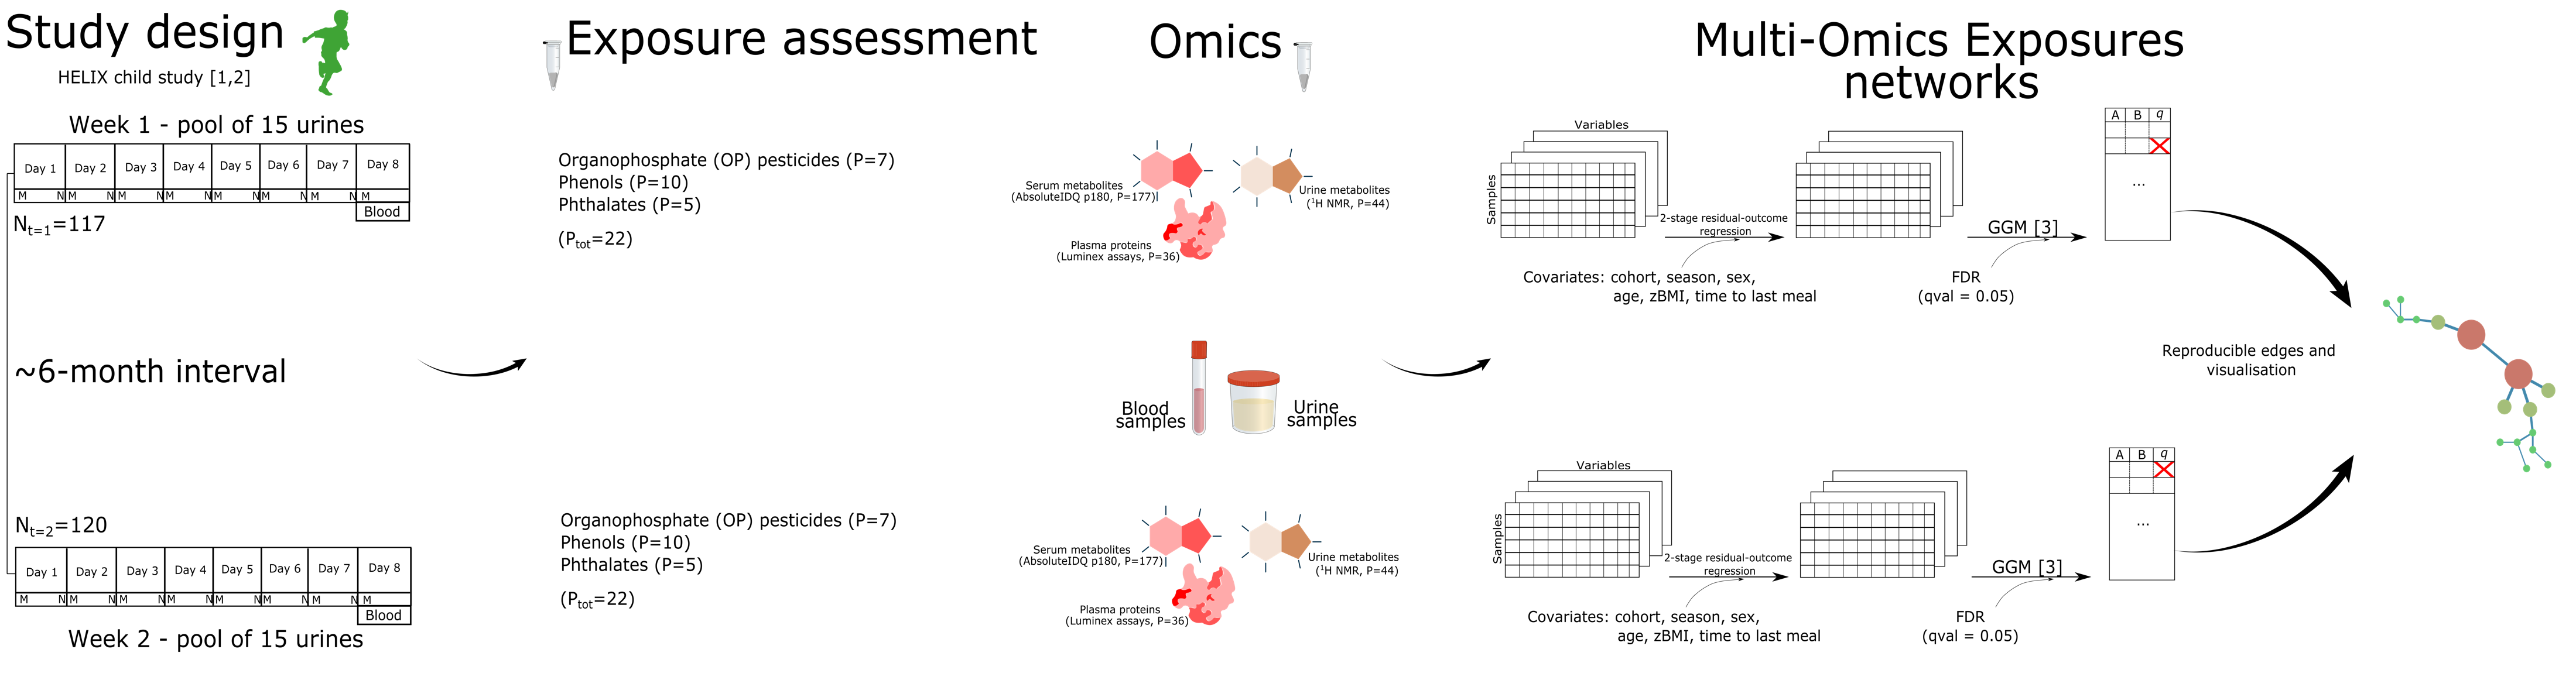 Study design
HELIX child study [1,2]
Week 1 - pool of 15 urines
Day 1 Day 2 Day 3 Day 4 Day 5 Day 6 Day 7 Day 8
M N M N M N M N M N M N M N M
Blood
Nt=1=117
~6-month interval
Nt=2=120
Day 1 Day 2 Day 3 Day 4 Day 5 Day 6 Day 7 Day 8
M N M N M N M N M N M N M N M
Blood
Week 2 - pool of 15 urines
Exposure assessment
Organophosphate (OP) pesticides (P=7)
Phenols (P=10)
Phthalates (P=5)
(Ptot=22)
Organophosphate (OP) pesticides (P=7)
Phenols (P=10)
Phthalates (P=5)
(Ptot=22)
Omics
Serum metabolites
(AbsoluteIDQ p180, P=177)
Urine metabolites
(1H NMR, P=44)
Plasma proteins
(Luminex assays, P=36)
Blood
samples
Urine
samples
Serum metabolites
(AbsoluteIDQ p180, P=177)
Urine metabolites
(1H NMR, P=44)
Plasma proteins
(Luminex assays, P=36)
Multi-Omics Exposures
networks
Variables
Samples
2-stage residual-outcome
regression
Covariates: cohort, season, sex,
age, zBMI, time to last meal
GGM [3]
FDR
(qval = 0.05)
A B q
...
Reproducible edges and
visualisation
Variables
Samples
2-stage residual-outcome
regression
Covariates: cohort, season, sex,
age, zBMI, time to last meal
GGM [3]
FDR
(qval = 0.05)
A B q
...